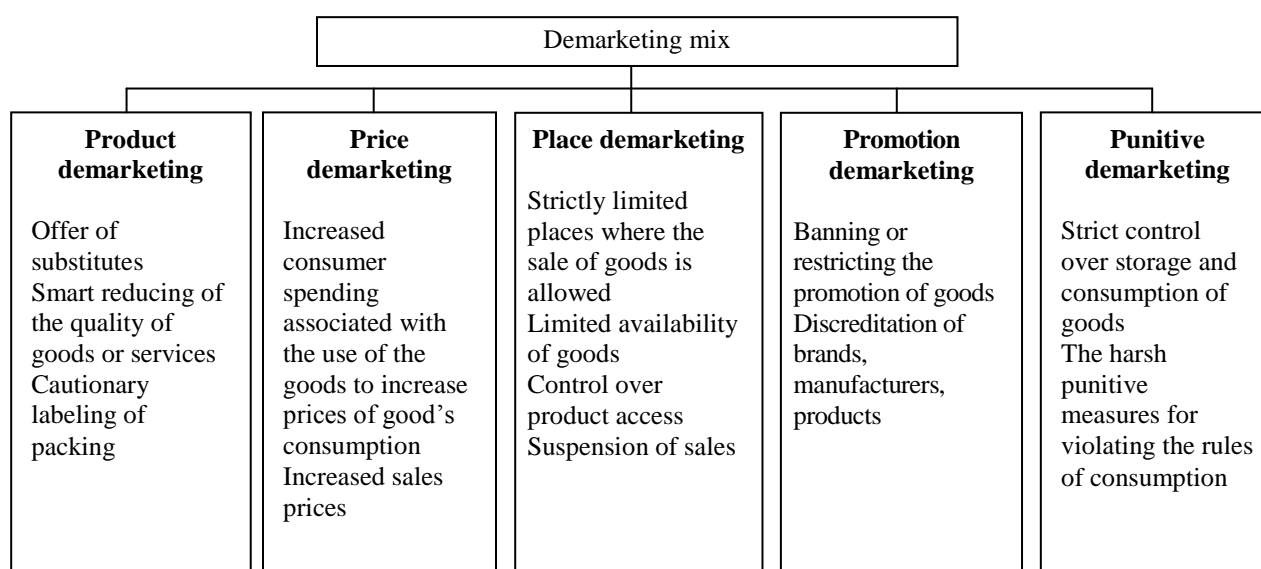 Demarketing mix
Product
demarketing
Offer of
substitutes
Smart reducing of
the quality of
goods or services
Cautionary
labeling of
packing
Price
demarketing
Increased
consumer
spending
associated with
the use of the
goods to increase
prices of good's
consumption
Increased sales
prices
Place demarketing
Strictly limited
places where the
sale of goods is
allowed
Limited availability
of goods
Control over
product access
Suspension of sales
Promotion
demarketing
Banning or
restricting the
promotion of goods
Discreditation of
brands,
manufacturers,
products
Punitive
demarketing
Strict control
over storage and
consumption of
goods
The harsh
punitive
measures for
violating the rules
of consumption